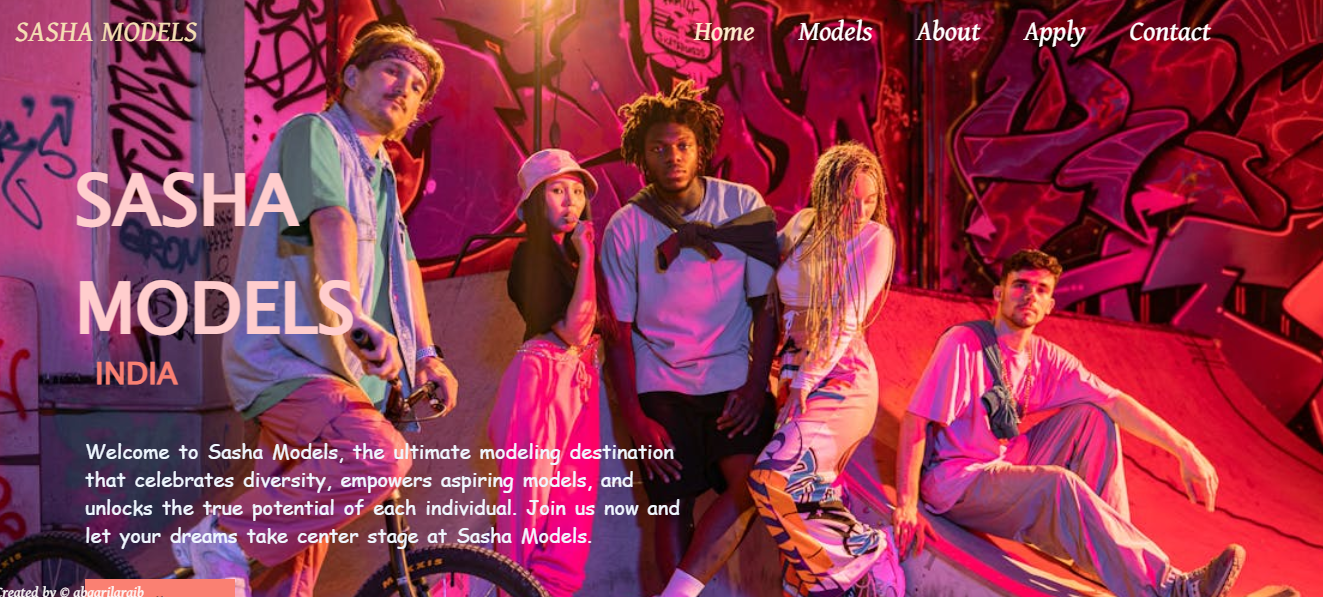 SASHA MODELS
Home Models About Apply Contact
SASHA
MODELS
INDIA
Welcome to Sasha Models, the ultimate modeling destination
that celebrates diversity, empowers aspiring models, and
unlocks the true potential of each individual. Join us now and
let your dreams take center stage at Sasha Models.
MAXXIS
Created by © abqarilaraib